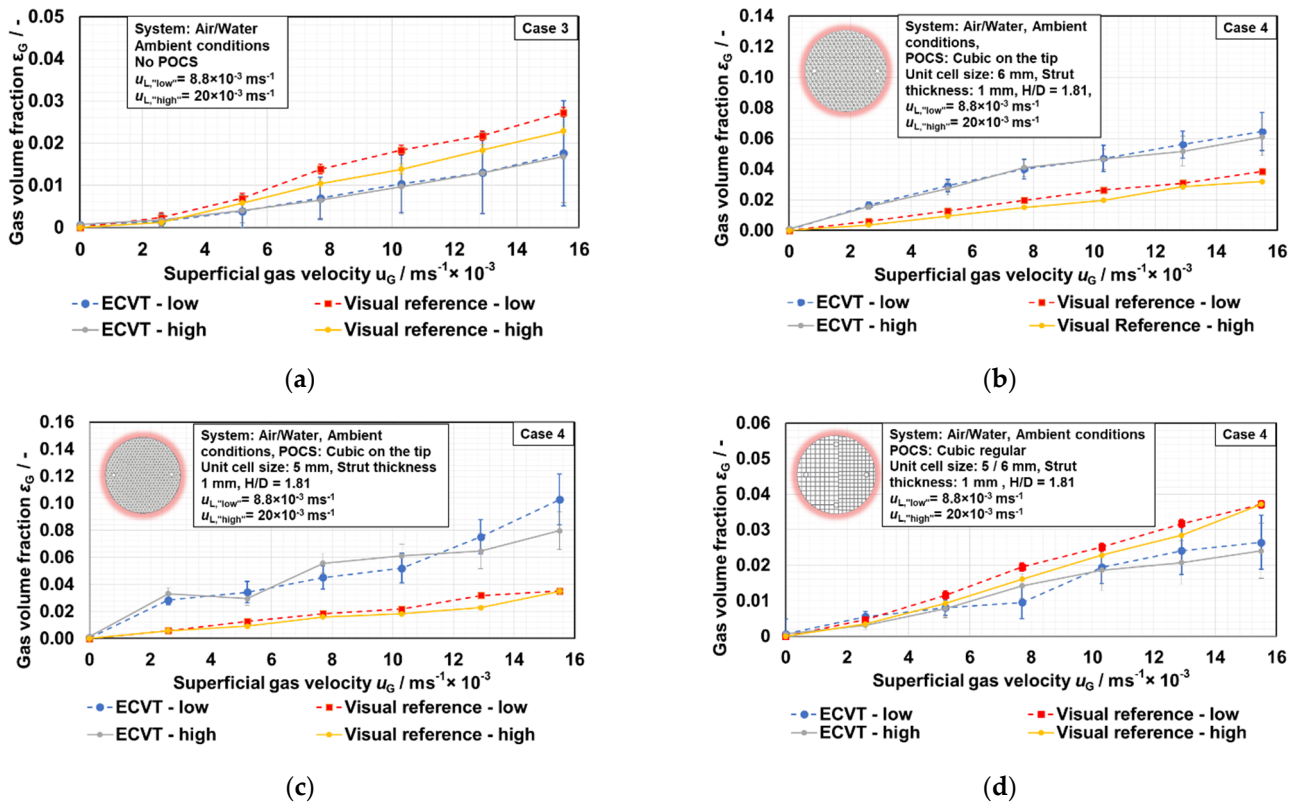 Gas volume fraction εG / -
0.05
0.04
0.03
0.02
0.01
0
System: Air/Water
Ambient conditions
No POCS
uL,"low"= 8.8×10-3 ms-1
uL,"high"= 20×10-3 ms-1
Case 3
0 2 4 6 8 10 12 14 16
Superficial gas velocity uG / ms-1× 10-3
ECVT - low
Visual reference - low
ECVT - high
Visual reference - high
(a)
Gas volume fraction εG / -
0.14
0.12
0.10
0.08
0.06
0.04
0.02
0.00
System: Air/Water, Ambient
conditions,
POCS: Cubic on the tip
Unit cell size: 6 mm, Strut
thickness: 1 mm, H/D = 1.81,
uL,"low"= 8.8×10-3 ms-1
uL,"high"= 20×10-3 ms-1
Case 4
0 2 4 6 8 10 12 14 16
Superficial gas velocity uG / ms-1× 10-3
ECVT - low
Visual reference - low
ECVT - high
Visual Reference - high
(b)
Gas volume fraction εG / -
0.16
0.14
0.12
0.10
0.08
0.06
0.04
0.02
0.00
System: Air/Water, Ambient
conditions, POCS: Cubic on the tip
Unit cell size: 5 mm, Strut thickness
1 mm, H/D = 1.81
uL,"low"= 8.8×10-3 ms-1
uL,"high"= 20×10-3 ms-1
Case 4
0 2 4 6 8 10 12 14 16
Superficial gas velocity uG / ms-1× 10-3
ECVT - low
Visual reference - low
ECVT - high
Visual reference - high
(c)
Gas volume fraction εG / -
0.06
0.05
0.04
0.03
0.02
0.01
0
System: Air/Water, Ambient conditions
POCS: Cubic regular
Unit cell size: 5 / 6 mm, Strut
thickness: 1 mm , H/D = 1.81
uL,"low"= 8.8×10-3 ms-1
uL,"high"= 20×10-3 ms-1
Case 4
0 2 4 6 8 10 12 14 16
Superficial gas velocity uG / ms-1× 10-3
ECVT - low
Visual reference - low
ECVT - high
Visual reference - high
(d)